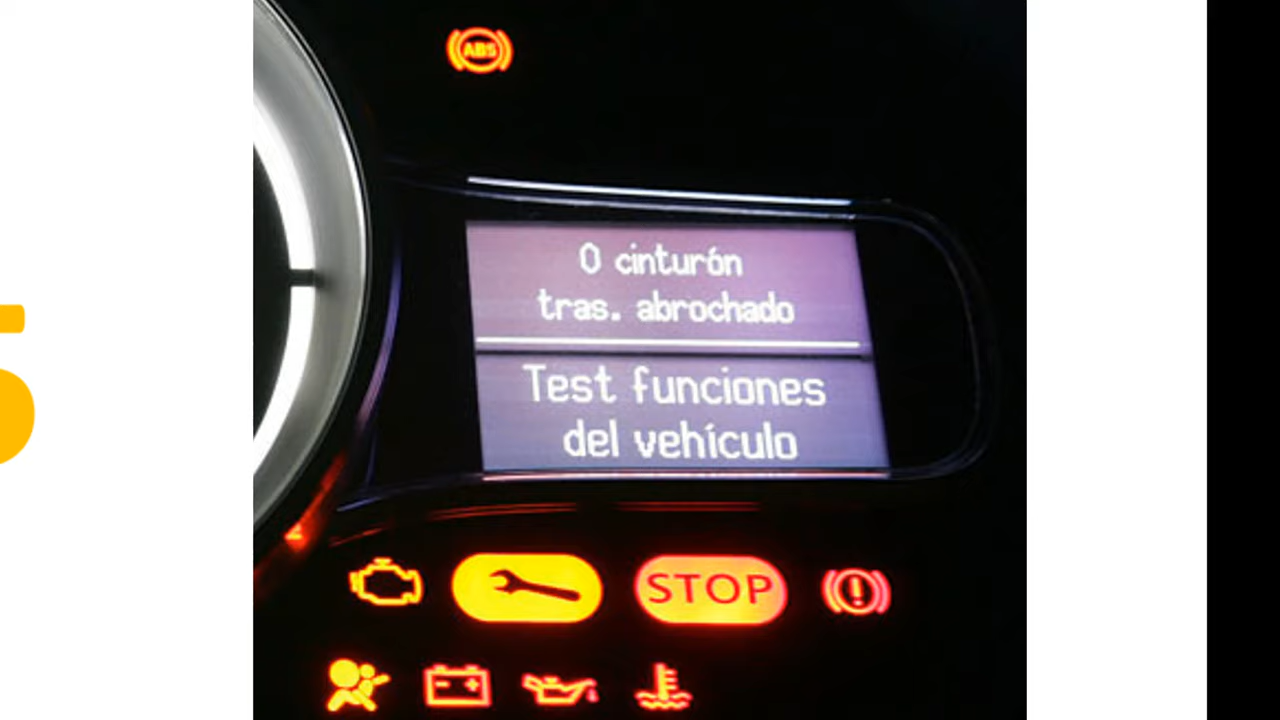 ABS
0 cinturón
tras. abrochado
Test funciones
del vehículo
STOP